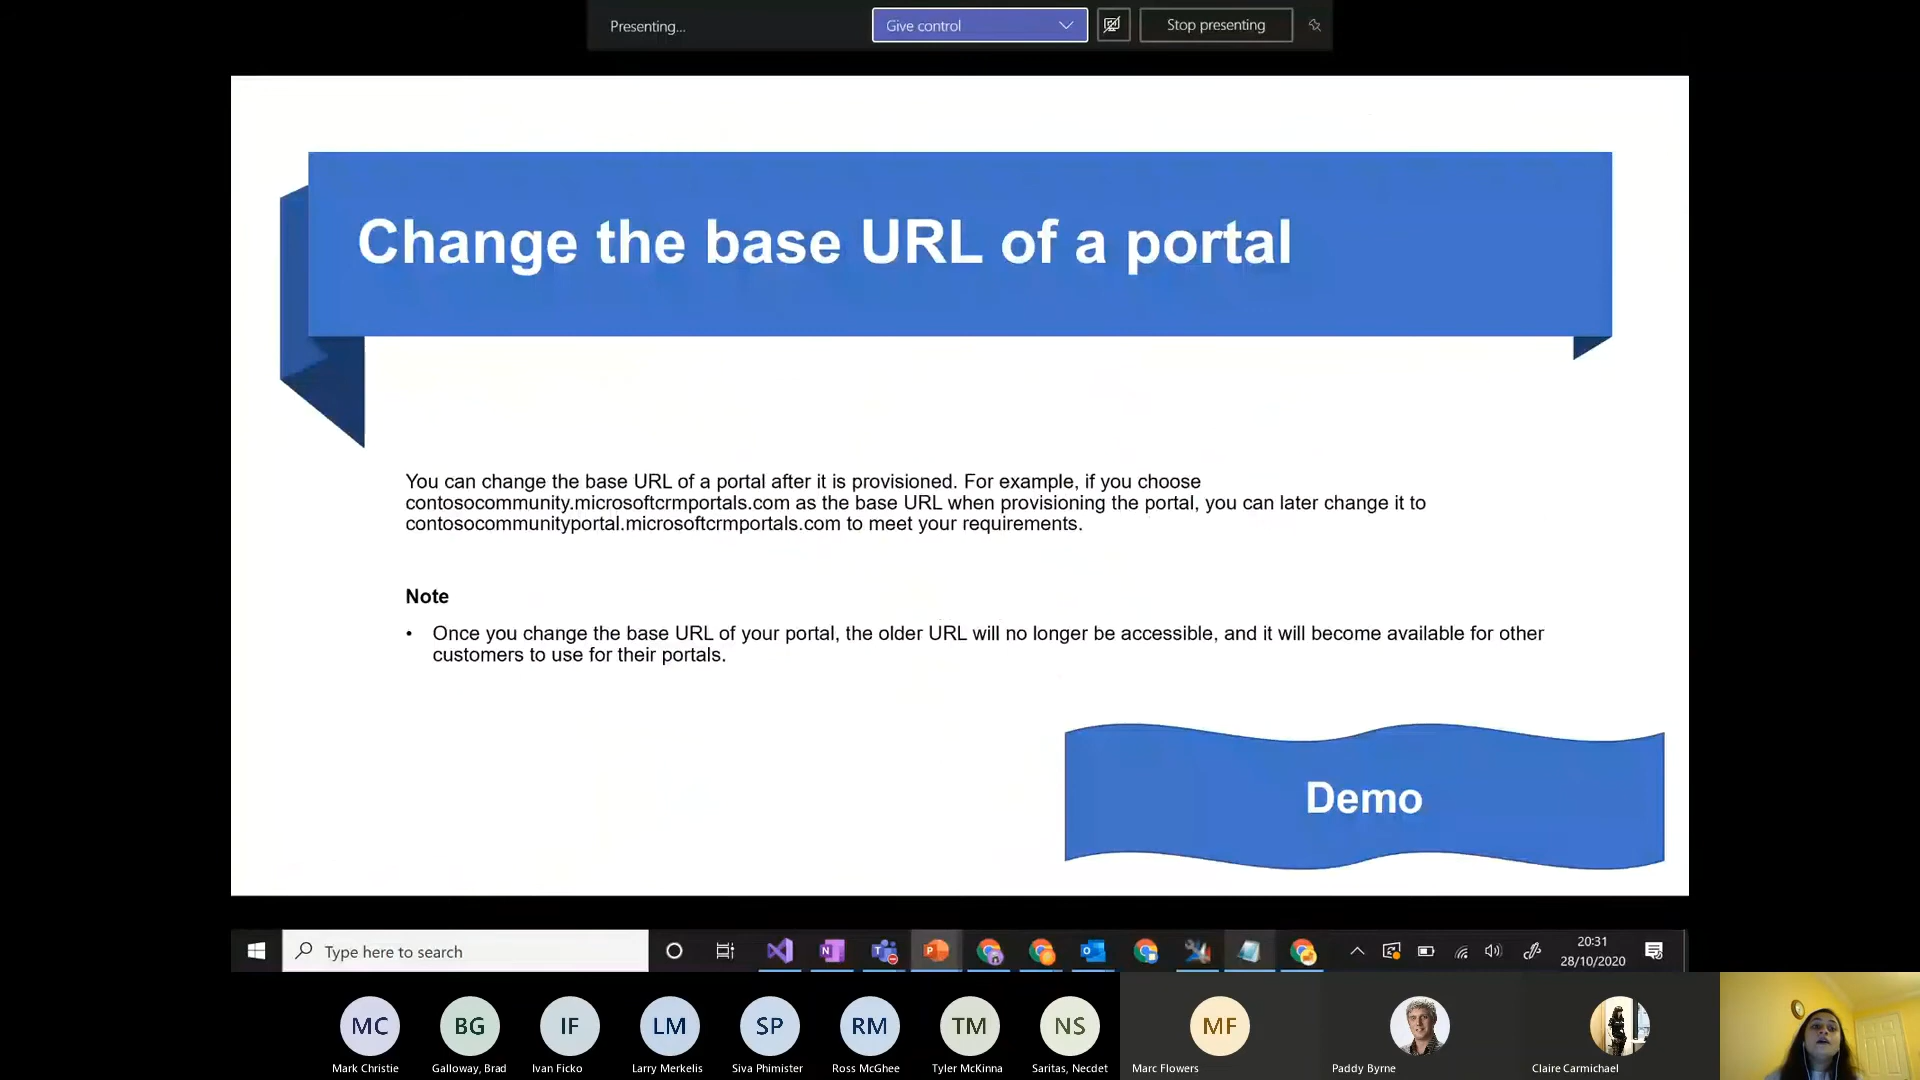 Presenting...
Give control
Stop presenting
Change the base URL of a portal
You can change the base URL of a portal after it is provisioned. For example, if you choose
contosocommunity.microsoftcrmportals.com as the base URL when provisioning the portal, you can later change it to
contosocommunityportal.microsoftcrmportals.com to meet your requirements.
Note
• Once you change the base URL of your portal, the older URL will no longer be accessible, and it will become available for other
customers to use for their portals.
Demo
Type here to search
20:31
28/10/2020
MC BG IF LM SP RM TM NS MF
Mark Christie Galloway, Brad Ivan Ficko Larry Merkelis Siva Phimister Ross McGhee Tyler McKinna Saritas, Necdet Marc Flowers Paddy Byrne Claire Carmichael